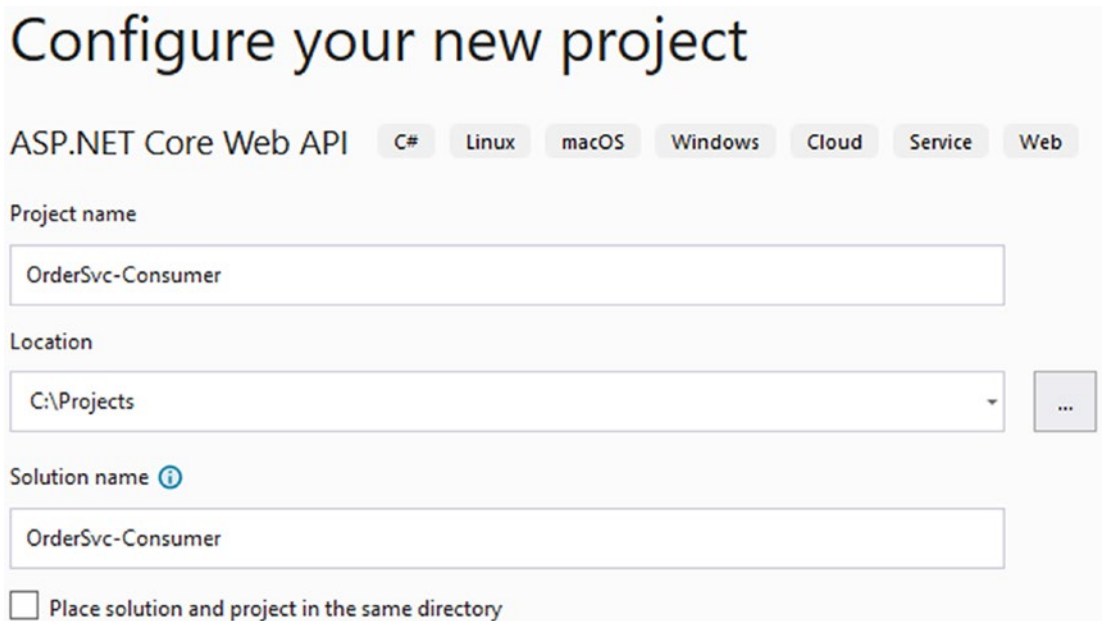 Configure your new project
ASP.NET Core Web API C# Linux macOS Windows Cloud Service Web
Project name
OrderSvc-Consumer
Location
C:\Projects
...
Solution name
OrderSvc-Consumer
Place solution and project in the same directory